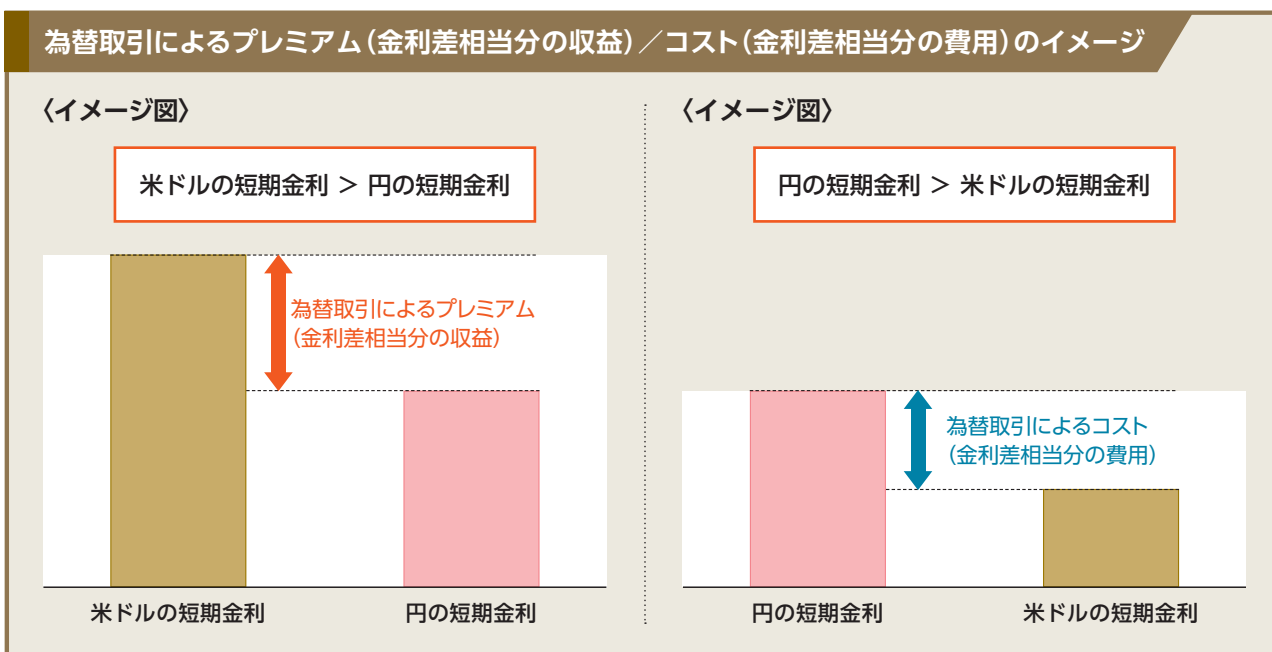 為替取引によるプレミアム（金利差相当分の収益）／コスト（金利差相当分の費用）のイメージ
〈イメージ図〉
米ドルの短期金利 ＞ 円の短期金利
為替取引によるプレミアム
（金利差相当分の収益）
米ドルの短期金利
円の短期金利
〈イメージ図〉
円の短期金利 ＞ 米ドルの短期金利
為替取引によるコスト
（金利差相当分の費用）
円の短期金利
米ドルの短期金利